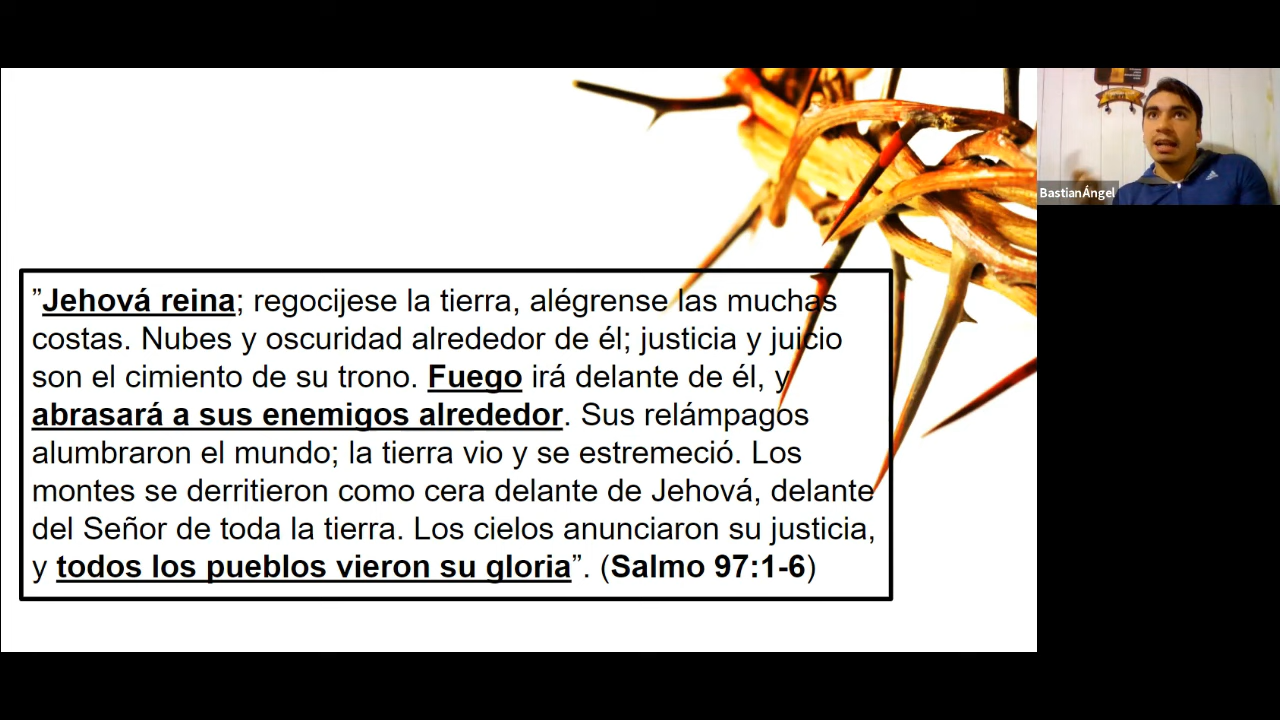 ”Jehová reina; regocijese la tierra, alégrense las muchas
costas. Nubes y oscuridad alrededor de él; justicia y juicio
son el cimiento de su trono. Fuego irá delante de él, y
abrasará a sus enemigos alrededor. Sus relámpagos
alumbraron el mundo; la tierra vio y se estremeció. Los
montes se derritieron como cera delante de Jehová, delante
del Señor de toda la tierra. Los cielos anunciaron su justicia,
y todos los pueblos vieron su gloria”. (Salmo 97:1-6)
BastianÁngel